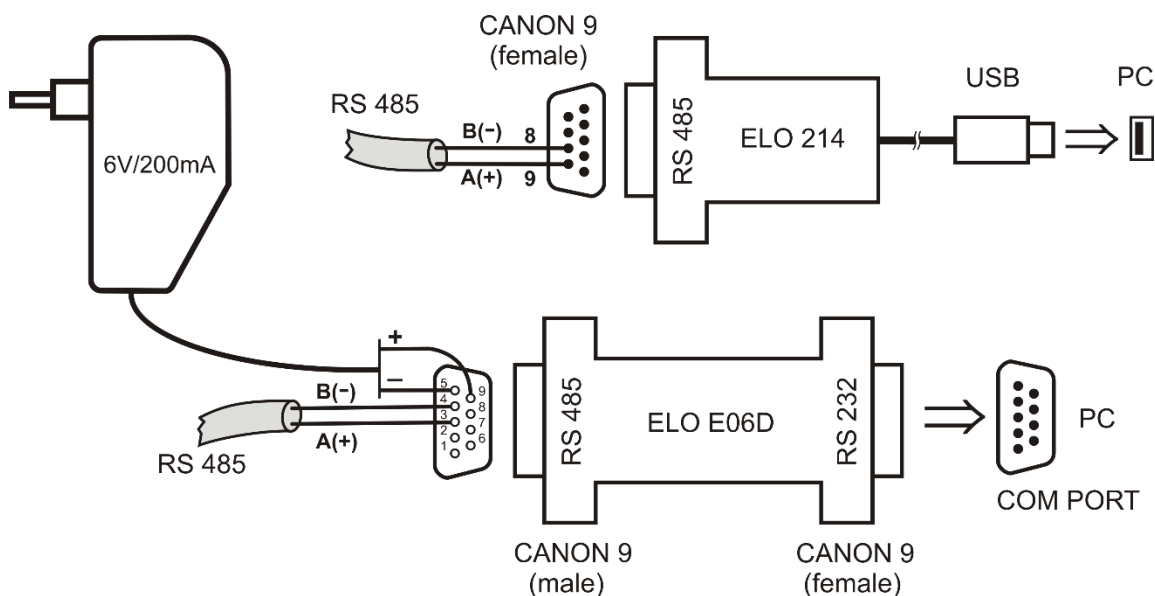 CANON 9
(female)
RS 485
B(−) 8
A(+) 9
RS 485
ELO 214
USB
PC
6V/200mA
+
−
B(−)
A(+)
RS 485
5
4
3
2
1
9
8
7
6
RS 485
ELO E06D
RS 232
PC
COM PORT
CANON 9
(male)
CANON 9
(female)